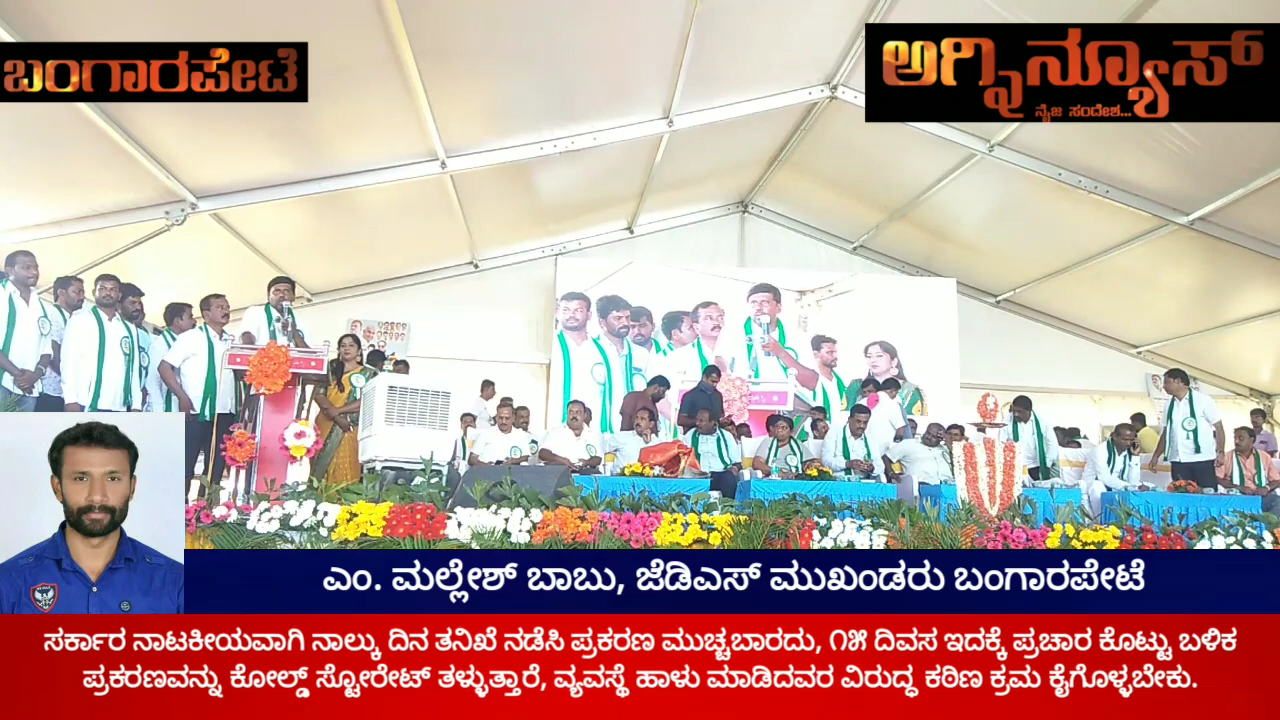 ಬಂಗಾರಪೇಟೆ
ಅಗ್ನಿನ್ಯೂಸ್
ನೈಜ ಸಂದೇಶ...
ಎಂ. ಮಲ್ಲೇಶ್ ಬಾಬು, ಜೆಡಿಎಸ್ ಮುಖಂಡರು ಬಂಗಾರಪೇಟೆ
ಸರ್ಕಾರ ನಾಟಕೀಯವಾಗಿ ನಾಲ್ಕು ದಿನ ತನಿಖೆ ನಡೆಸಿ ಪ್ರಕರಣ ಮುಚ್ಚಬಾರದು, ೧೫ ದಿವಸ ಇದಕ್ಕೆ ಪ್ರಚಾರ ಕೊಟ್ಟು ಬಳಿಕ
ಪ್ರಕರಣವನ್ನು ಕೋಲ್ಡ್ ಸ್ಟೋರೇಟ್ ತಳ್ಳುತ್ತಾರೆ, ವ್ಯವಸ್ಥೆ ಹಾಳು ಮಾಡಿದವರ ವಿರುದ್ಧ ಕಠಿಣ ಕ್ರಮ ಕೈಗೊಳ್ಳಬೇಕು.